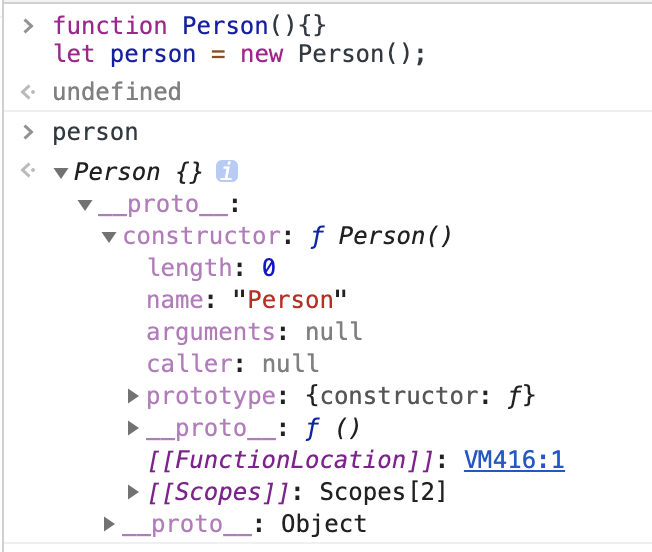 > function Person(){}
let person = new Person();
undefined
> person
▼Person {} i
▼__proto__:
▼constructor: ƒ Person()
length: 0
name: "Person"
arguments: null
caller: null
▶prototype: {constructor: ƒ}
▶__proto__: ƒ ()
[[FunctionLocation]]: VM416:1
▶[[Scopes]]: Scopes[2]
▶__proto__: Object